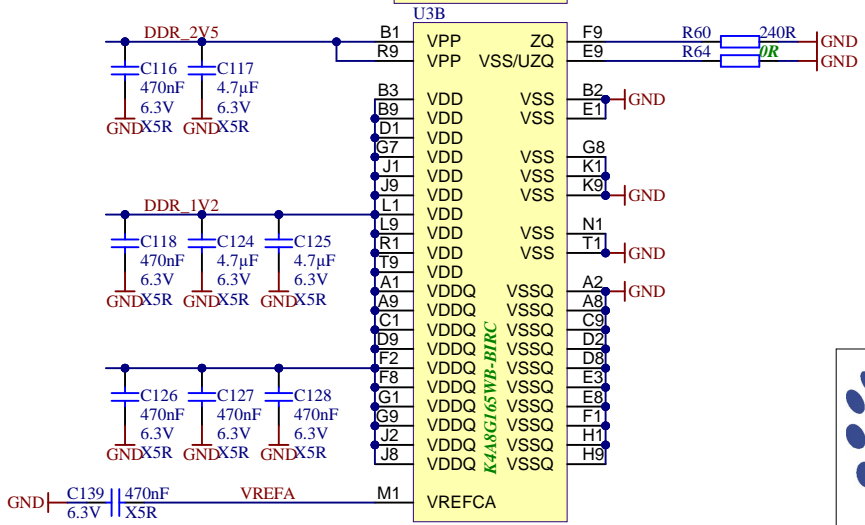 U3B
DDR_2V5
C116
470nF
6.3V
X5R
GND
C117
4.7µF
6.3V
X5R
GND
B1 VPP ZQ F9 R60 240R GND
R9 VPP VSS/UZQ E9 R64 0R GND
B3 VDD VSS B2 GND
B9 VDD VSS E1
D1 VDD
G7 VDD VSS G8
J1 VDD VSS K1
J9 VDD VSS K9 GND
DDR_1V2
L1 VDD
L9 VDD VSS N1
R1 VDD VSS T1 GND
T9 VDD
C118
470nF
6.3V
X5R
GND
C124
4.7µF
6.3V
X5R
GND
C125
4.7µF
6.3V
X5R
GND
A1 VDDQ VSSQ A2 GND
A9 VDDQ VSSQ A8
C1 VDDQ VSSQ C9
D9 VDDQ VSSQ D2
F2 VDDQ VSSQ D8
F8 VDDQ VSSQ E3
G1 VDDQ VSSQ E8
G9 VDDQ VSSQ F1
J2 VDDQ VSSQ H1
J8 VDDQ VSSQ H9
K4A8G165WB-BIRC
C126
470nF
6.3V
X5R
GND
C127
470nF
6.3V
X5R
GND
C128
470nF
6.3V
X5R
GND
GND C139 470nF VREFA M1 VREFCA
6.3V X5R